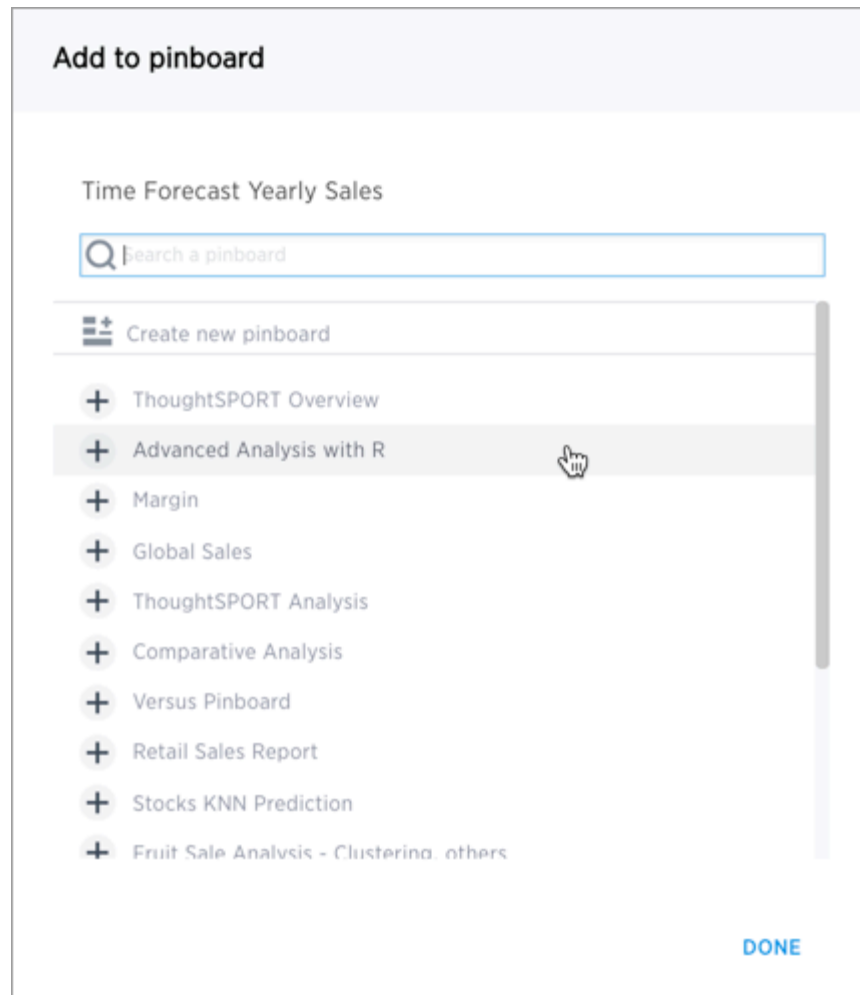 Add to pinboard
Time Forecast Yearly Sales
Search a pinboard
Create new pinboard
ThoughtSPORT Overview
Advanced Analysis with R
Margin
Global Sales
ThoughtSPORT Analysis
Comparative Analysis
Versus Pinboard
Retail Sales Report
Stocks KNN Prediction
Fruit Sale Analysis - Clustering, others
DONE